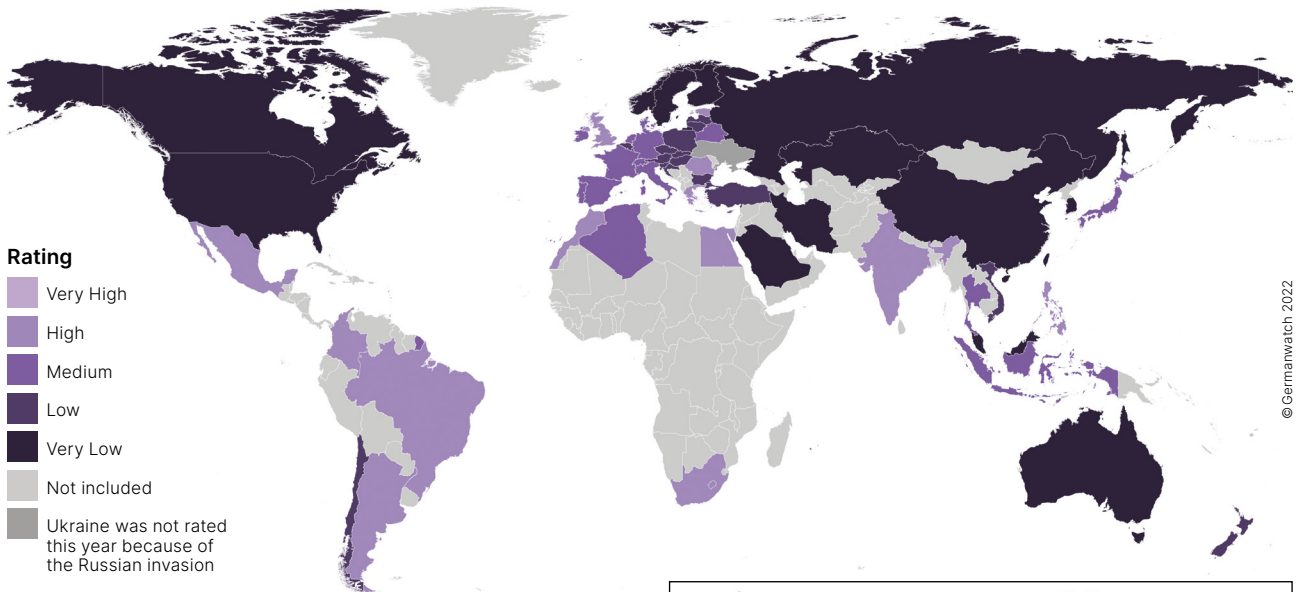 Rating
Very High
High
Medium
Low
Very Low
Not included
Ukraine was not rated
this year because of
the Russian invasion
©Germanwatch 2022